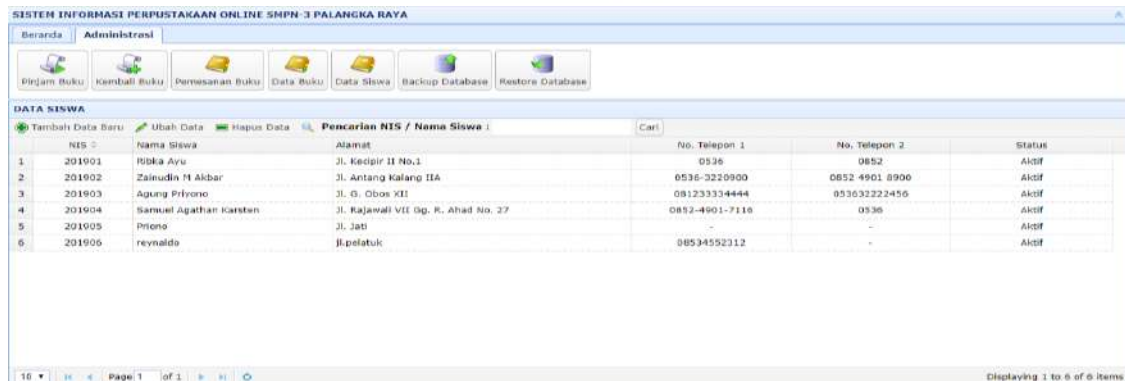 SISTEM INFORMASI PERPUSTAKAAN ONLINE SMPN-3 PALANGKA RAYA
Beranda Administrasi
Pinjam Buku Kembali Buku Pemesanan Buku Data Buku Data Siswa Backup Database Restore Database
DATA SISWA
Tambah Data Baru Ubah Data Hapus Data Pencarian NIS / Nama Siswa : Cari
NIS Nama Siswa Alamat No. Telepon 1 No. Telepon 2 Status
1 201901 Ribka Ayu Jl. Kecipir II No.1 0536 0852 Aktif
2 201902 Zainudin M Akbar Jl. Antang Kalang IIA 0536-3220900 0852 4901 8900 Aktif
3 201903 Agung Priyono Jl. G. Obos XII 081233334444 053632222456 Aktif
4 201904 Samuel Agathan Karsten Jl. Rajawali VII Gg. R. Ahad No. 27 0852-4901-7116 0536 Aktif
5 201905 Priono Jl. Jati - - Aktif
6 201906 reynaldo jl.pelatuk 08534552312 - Aktif
10 Page 1 of 1 Displaying 1 to 6 of 6 items